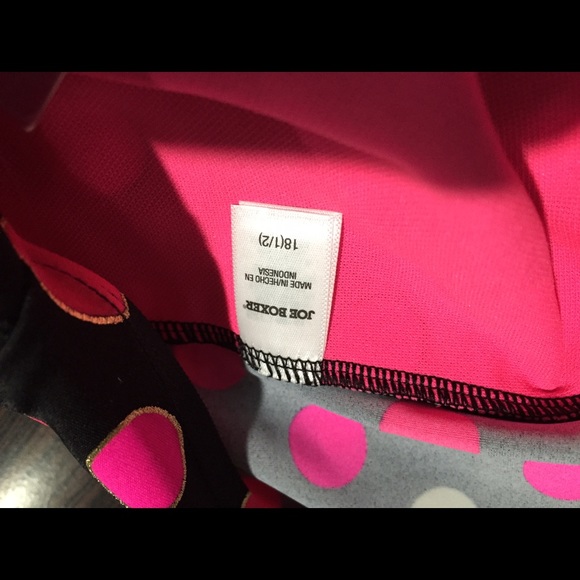 JOE BOXER®
MADE IN/HECHO EN
INDONESIA
18(1/2)